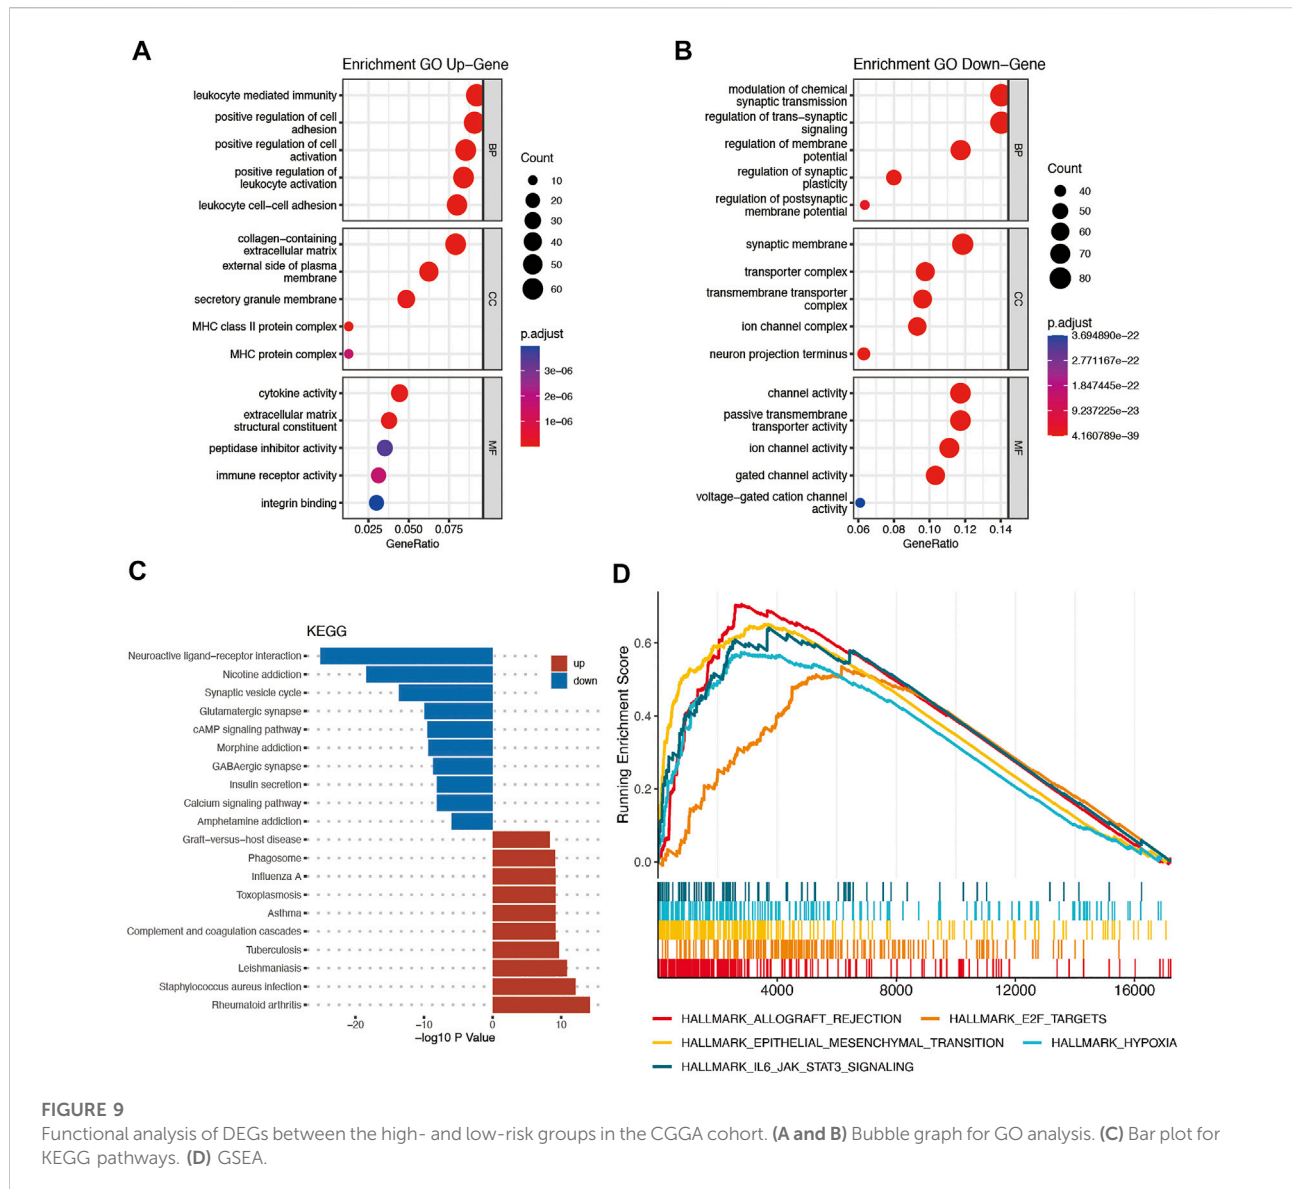 A
Enrichment GO Up-Gene
leukocyte mediated immunity
positive regulation of cell
adhesion
positive regulation of cell
activation
positive regulation of
leukocyte activation
leukocyte cell-cell adhesion
BP
collagen-containing
extracellular matrix
external side of plasma
membrane
secretory granule membrane
MHC class II protein complex
MHC protein complex
CC
cytokine activity
extracellular matrix
structural constituent
peptidase inhibitor activity
immune receptor activity
integrin binding
MF
0.025 0.050 0.075
GeneRatio
Count
10
20
30
40
50
60
p.adjust
3e-06
2e-06
1e-06
B
Enrichment GO Down-Gene
modulation of chemical
synaptic transmission
regulation of trans-synaptic
signaling
regulation of membrane
potential
regulation of synaptic
plasticity
regulation of postsynaptic
membrane potential
BP
synaptic membrane
transporter complex
transmembrane transporter
complex
ion channel complex
neuron projection terminus
CC
channel activity
passive transmembrane
transporter activity
ion channel activity
gated channel activity
voltage-gated cation channel
activity
MF
0.06 0.08 0.10 0.12 0.14
GeneRatio
Count
40
50
60
70
80
p.adjust
3.694890e-22
2.771167e-22
1.847445e-22
9.237225e-23
4.160789e-39
C
KEGG
Neuroactive ligand-receptor interaction
Nicotine addiction
Synaptic vesicle cycle
Glutamatergic synapse
cAMP signaling pathway
Morphine addiction
GABAergic synapse
Insulin secretion
Calcium signaling pathway
Amphetamine addiction
Graft-versus-host disease
Phagosome
Influenza A
Toxoplasmosis
Asthma
Complement and coagulation cascades
Tuberculosis
Leishmaniasis
Staphylococcus aureus infection
Rheumatoid arthritis
-20 -10 0 10
-log10 P Value
up
down
D
Running Enrichment Score
0.6
0.4
0.2
0.0
4000 8000 12000 16000
HALLMARK_ALLOGRAFT_REJECTION HALLMARK_E2F_TARGETS
HALLMARK_EPITHELIAL_MESENCHYMAL_TRANSITION HALLMARK_HYPOXIA
HALLMARK_IL6_JAK_STAT3_SIGNALING
FIGURE 9
Functional analysis of DEGs between the high- and low-risk groups in the CGGA cohort. (A and B) Bubble graph for GO analysis. (C) Bar plot for
KEGG pathways. (D) GSEA.